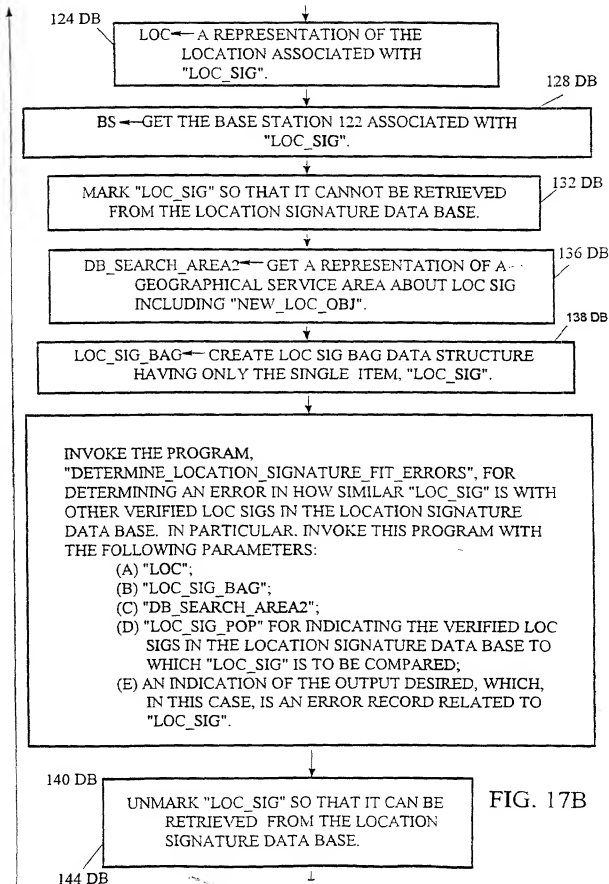 124 DB
LOC ← A REPRESENTATION OF THE
LOCATION ASSOCIATED WITH
"LOC_SIG".
128 DB
BS ← GET THE BASE STATION 122 ASSOCIATED WITH
"LOC_SIG".
132 DB
MARK "LOC_SIG" SO THAT IT CANNOT BE RETRIEVED
FROM THE LOCATION SIGNATURE DATA BASE.
136 DB
DB_SEARCH_AREA2 ← GET A REPRESENTATION OF A
GEOGRAPHICAL SERVICE AREA ABOUT LOC SIG
INCLUDING "NEW_LOC_OBJ".
138 DB
LOC_SIG_BAG ← CREATE LOC SIG BAG DATA STRUCTURE
HAVING ONLY THE SINGLE ITEM, "LOC_SIG".
INVOKE THE PROGRAM,
"DETERMINE_LOCATION_SIGNATURE_FIT_ERRORS", FOR
DETERMINING AN ERROR IN HOW SIMILAR "LOC_SIG" IS WITH
OTHER VERIFIED LOC SIGS IN THE LOCATION SIGNATURE
DATA BASE. IN PARTICULAR, INVOKE THIS PROGRAM WITH
THE FOLLOWING PARAMETERS:
(A) "LOC";
(B) "LOC_SIG_BAG";
(C) "DB_SEARCH_AREA2";
(D) "LOC_SIG_POP" FOR INDICATING THE VERIFIED LOC
SIGS IN THE LOCATION SIGNATURE DATA BASE TO
WHICH "LOC_SIG" IS TO BE COMPARED;
(E) AN INDICATION OF THE OUTPUT DESIRED, WHICH,
IN THIS CASE, IS AN ERROR RECORD RELATED TO
"LOC_SIG".
140 DB
UNMARK "LOC_SIG" SO THAT IT CAN BE
RETRIEVED FROM THE LOCATION
SIGNATURE DATA BASE.
FIG. 17B
144 DB